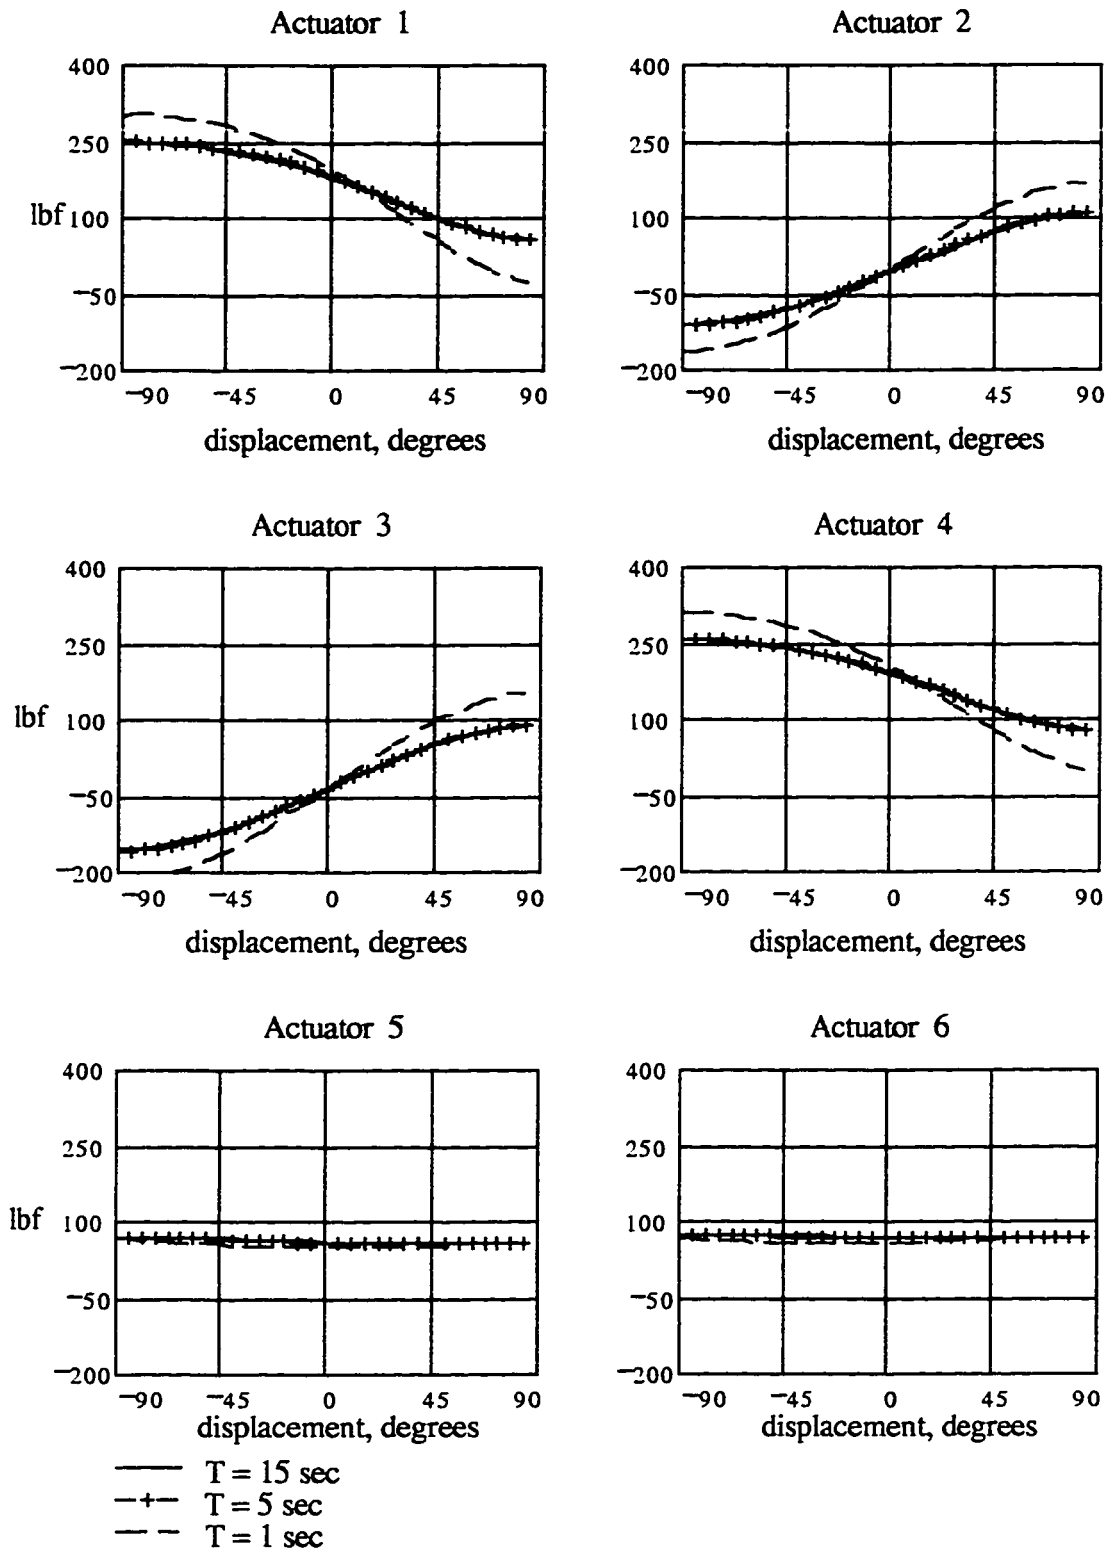 Actuator 1
Actuator 2
400
250
lbf 100
−50
−200
−90 −45 0 45 90
displacement, degrees
400
250
100
−50
−200
−90 −45 0 45 90
displacement, degrees
Actuator 3
Actuator 4
400
250
lbf 100
−50
−200
−90 −45 0 45 90
displacement, degrees
400
250
100
−50
−200
−90 −45 0 45 90
displacement, degrees
Actuator 5
Actuator 6
400
250
lbf 100
−50
−200
−90 −45 0 45 90
displacement, degrees
400
250
100
−50
−200
−90 −45 0 45 90
displacement, degrees
T = 15 sec
T = 5 sec
T = 1 sec